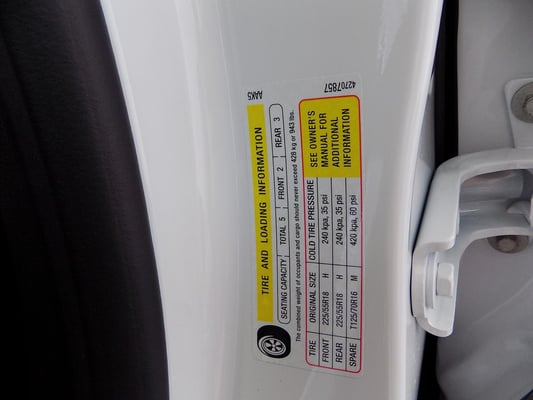 AAK5
42707857
TIRE AND LOADING INFORMATION
SEATING CAPACITY TOTAL 5 FRONT 2 REAR 3
The combined weight of occupants and cargo should never exceed 428 kg or 943 lbs.
TIRE ORIGINAL SIZE COLD TIRE PRESSURE
FRONT 225/55R18 H 240 kpa, 35 psi
REAR 225/55R18 H 240 kpa, 35 psi
SPARE T125/70R16 M 420 kpa, 60 psi
SEE OWNER'S
MANUAL FOR
ADDITIONAL
INFORMATION